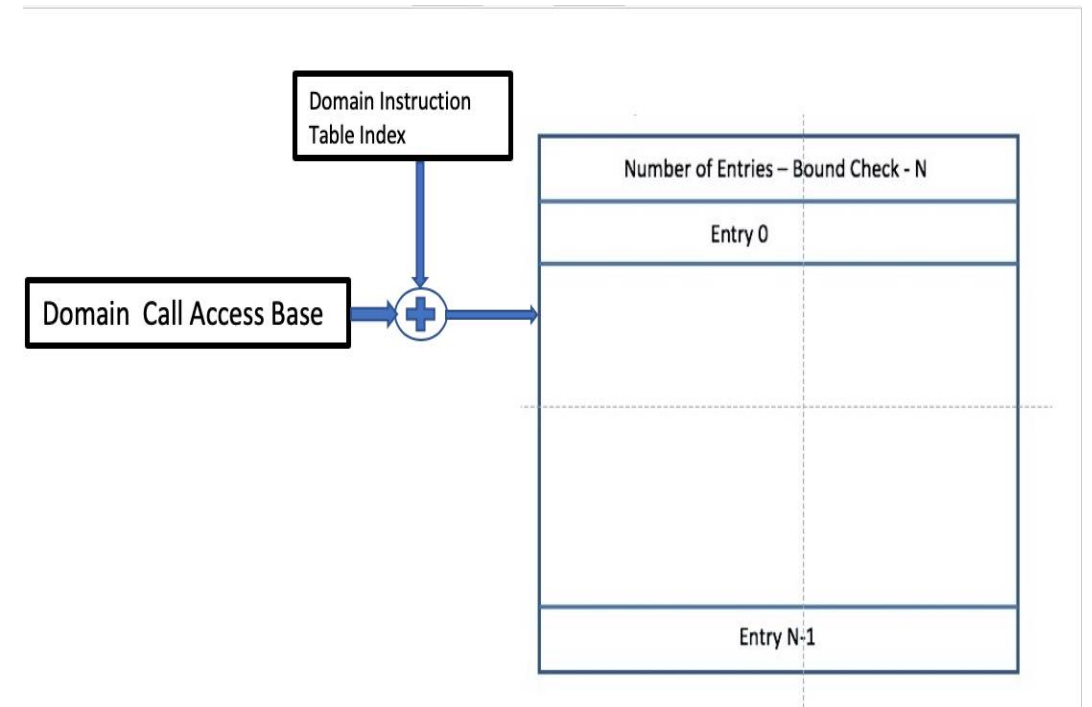 Domain Instruction
Table Index
Number of Entries – Bound Check - N
Entry 0
Domain Call Access Base
Entry N-1